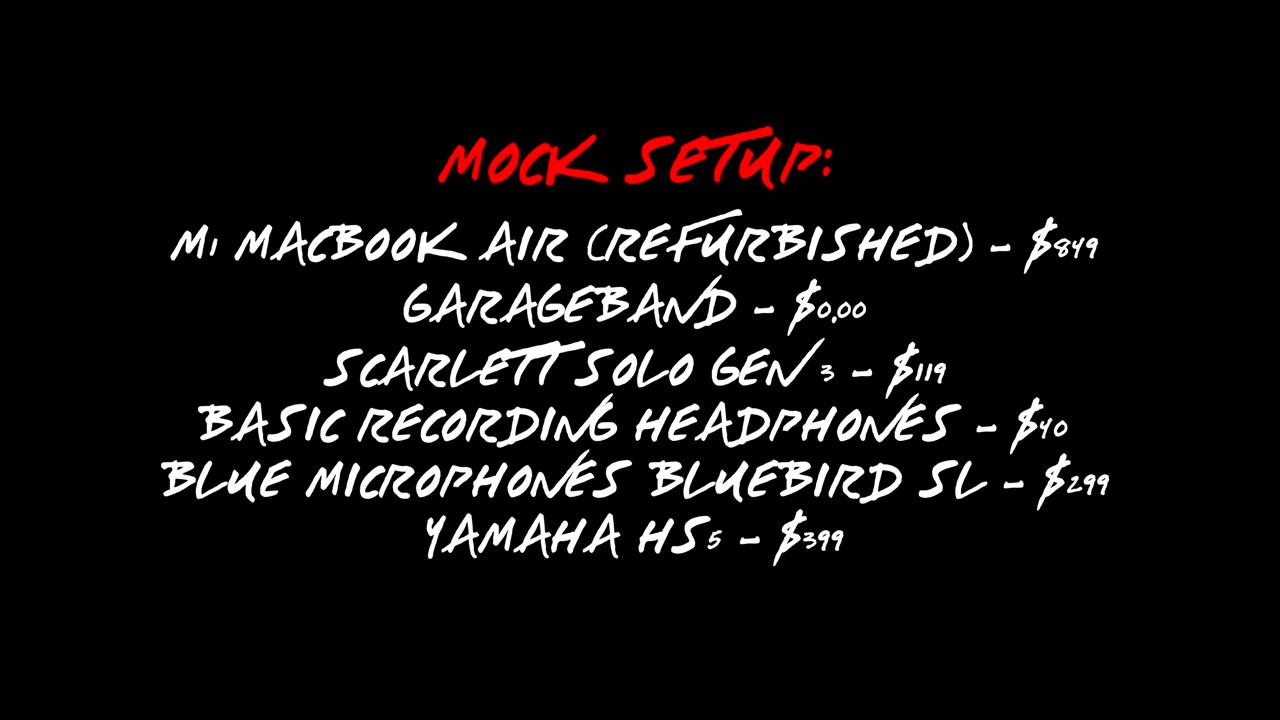 MOCK SETUP:
M1 MACBOOK AIR (REFURBISHED) - $849
GARAGEBAND - $0.00
SCARLETT SOLO GEN 3 - $119
BASIC RECORDING HEADPHONES - $40
BLUE MICROPHONES BLUEBIRD SL - $299
YAMAHA HS5 - $399